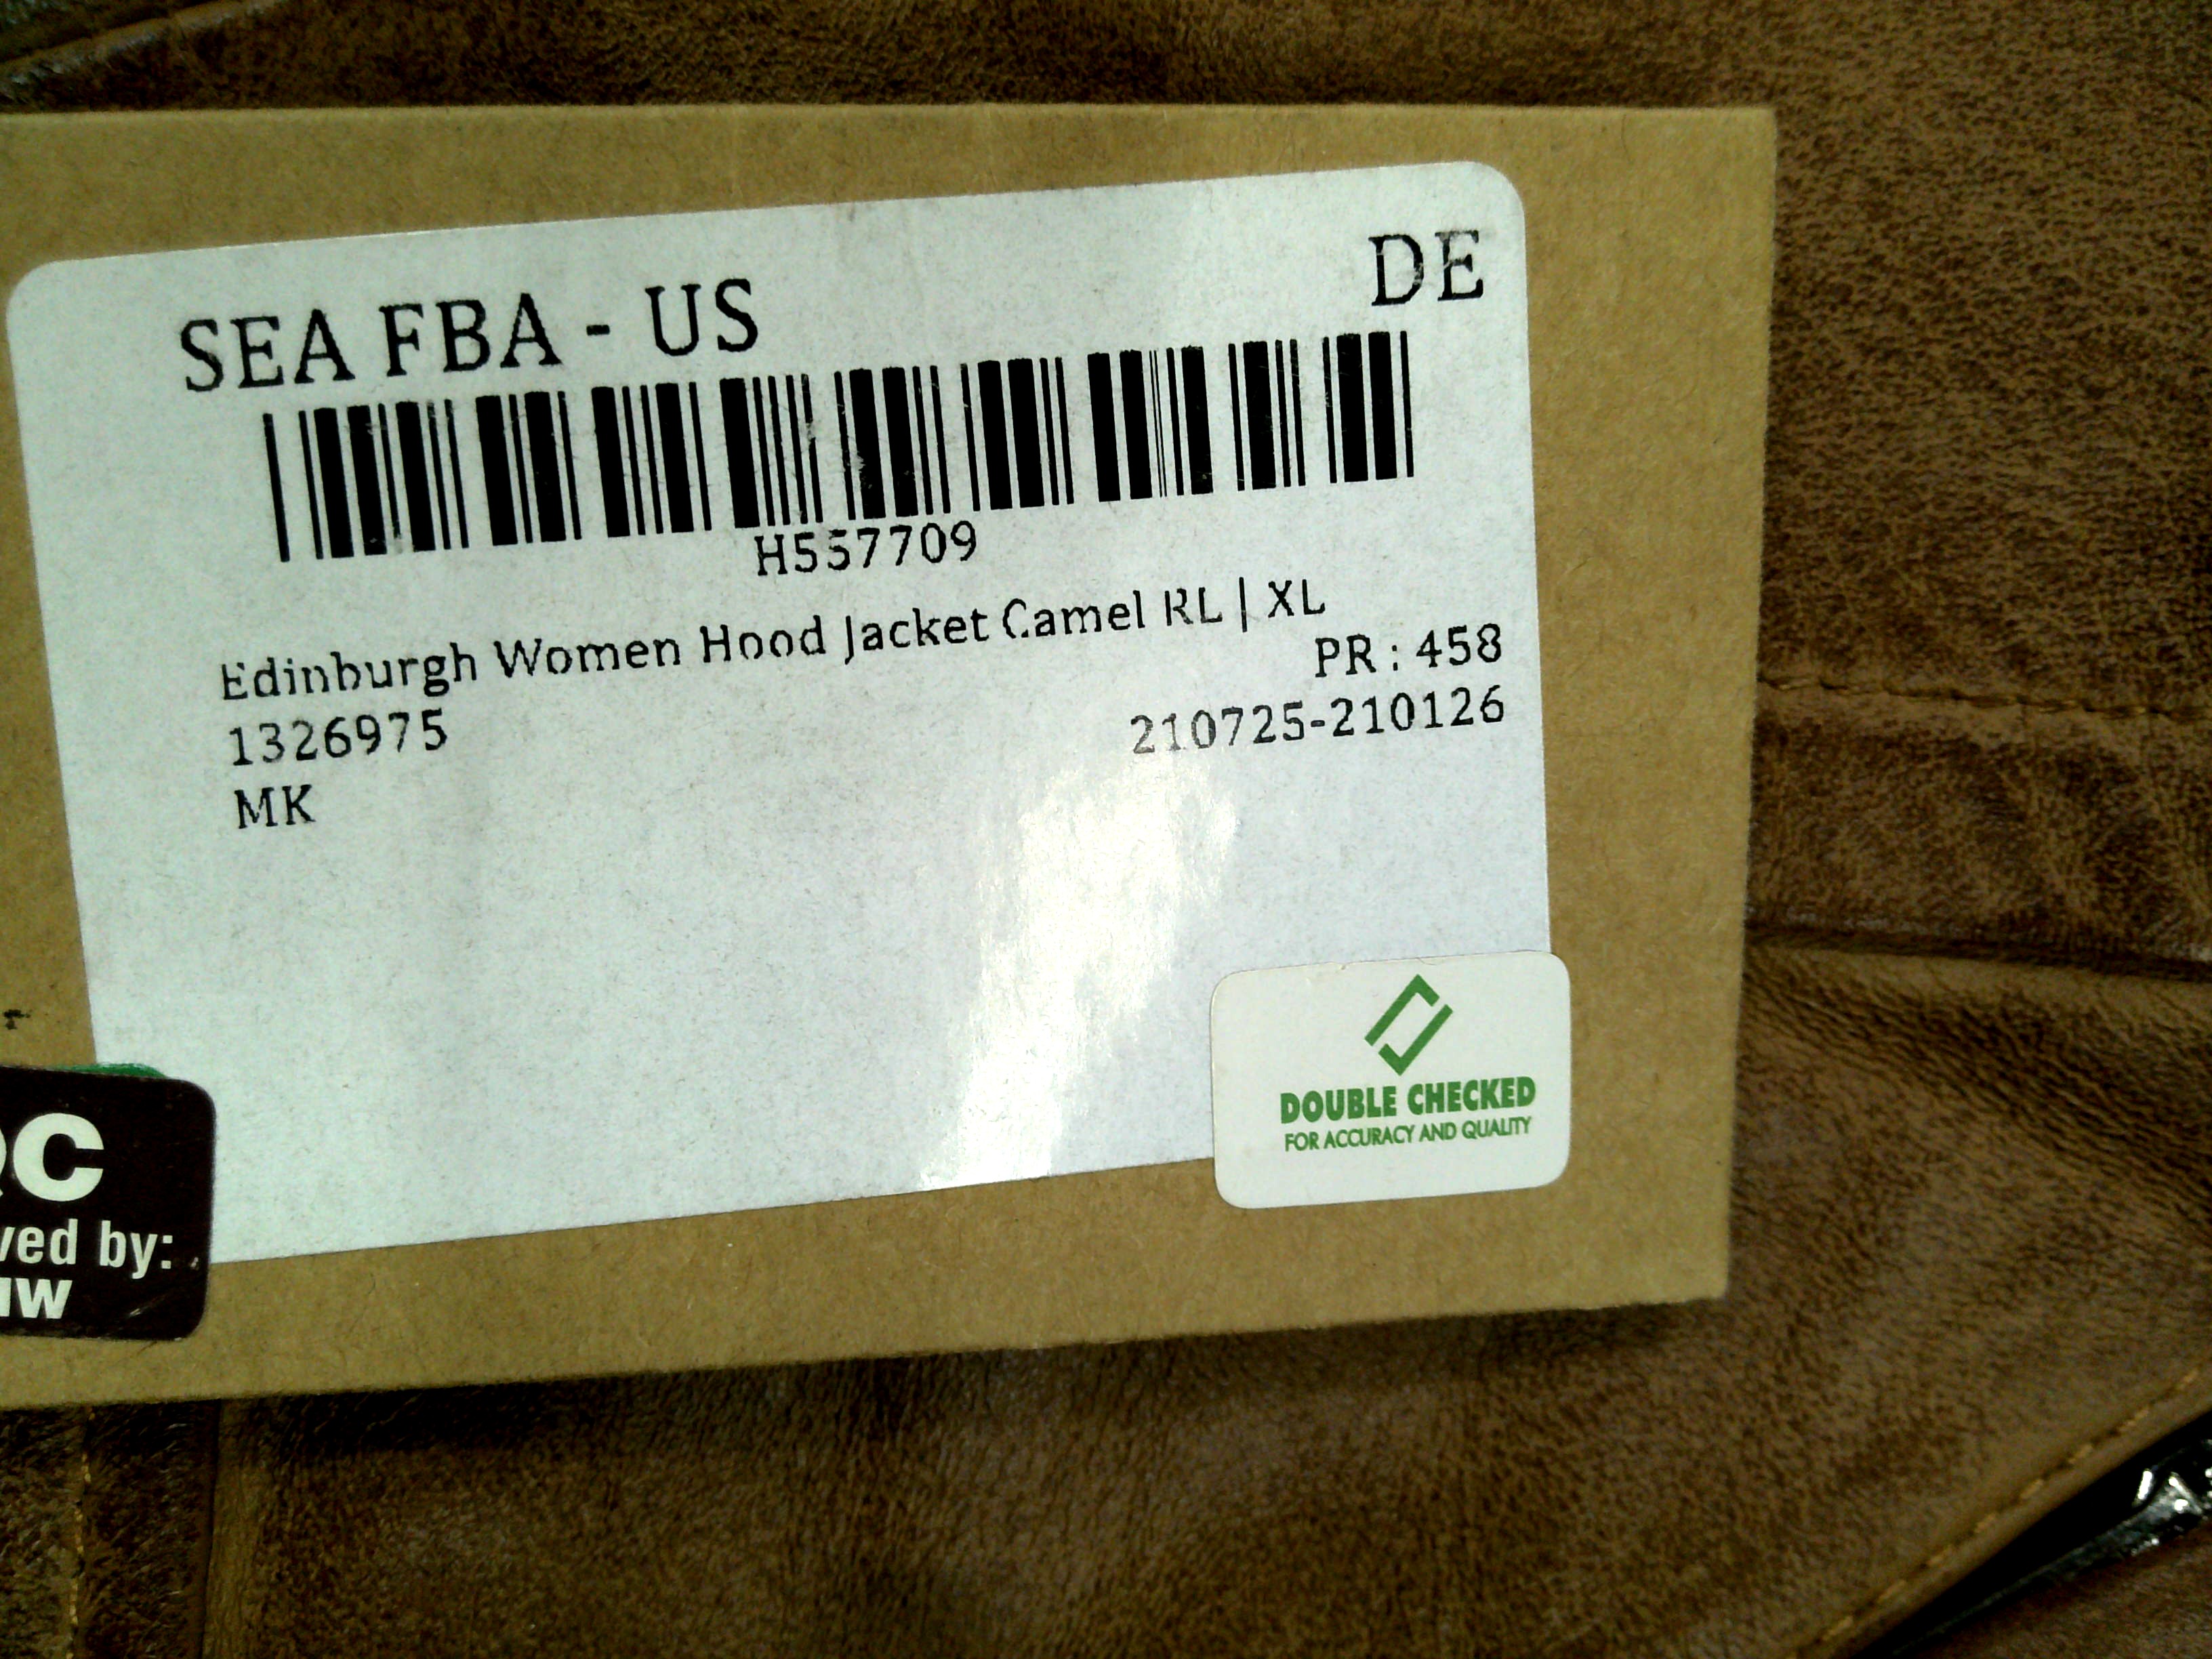 SEA FBA - US
DE
H557709
Edinburgh Women Hood Jacket Camel RL | XL
PR : 458
1326975
210725-210126
MK
DOUBLE CHECKED
FOR ACCURACY AND QUALITY
by: